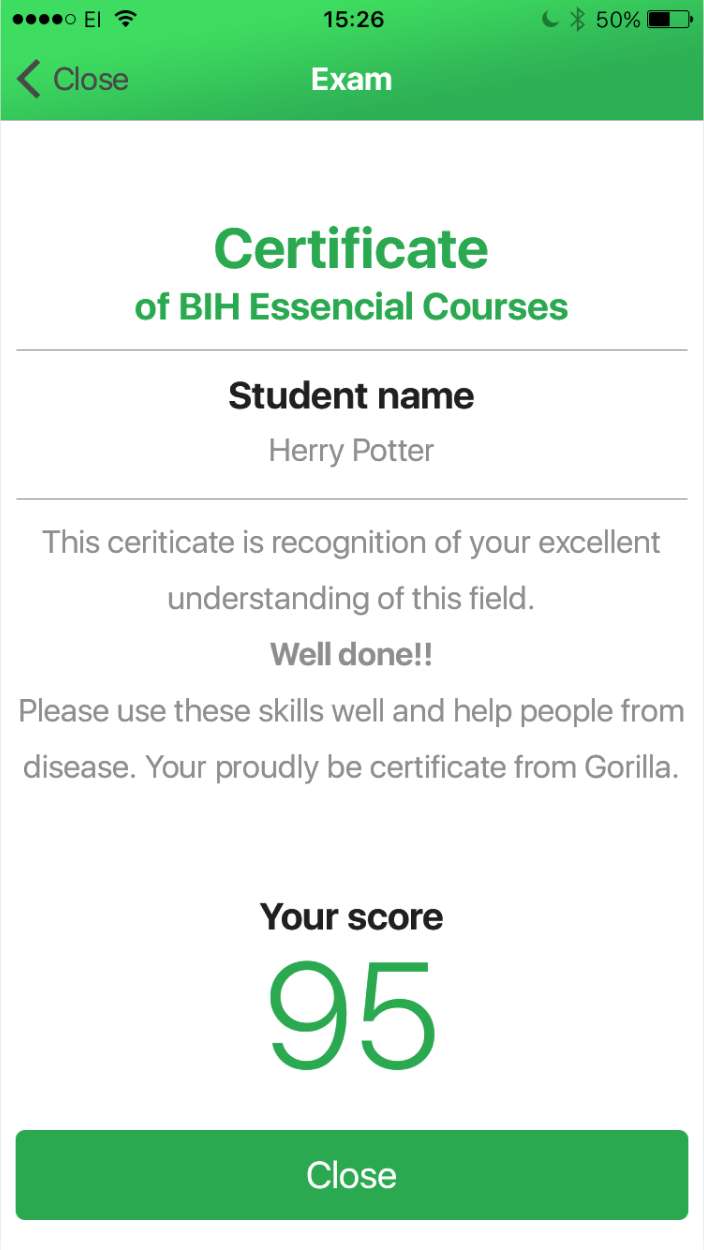 EI 15:26 50%
Close Exam
Certificate
of BIH Essencial Courses
Student name
Herry Potter
This ceriticate is recognition of your excellent
understanding of this field.
Well done!!
Please use these skills well and help people from
disease. Your proudly be certificate from Gorilla.
Your score
95
Close